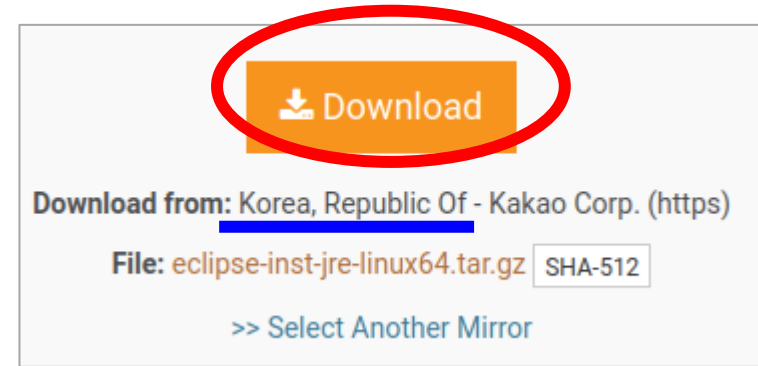 Download
Download from: Korea, Republic Of - Kakao Corp. (https)
File: eclipse-inst-jre-linux64.tar.gz SHA-512
>> Select Another Mirror